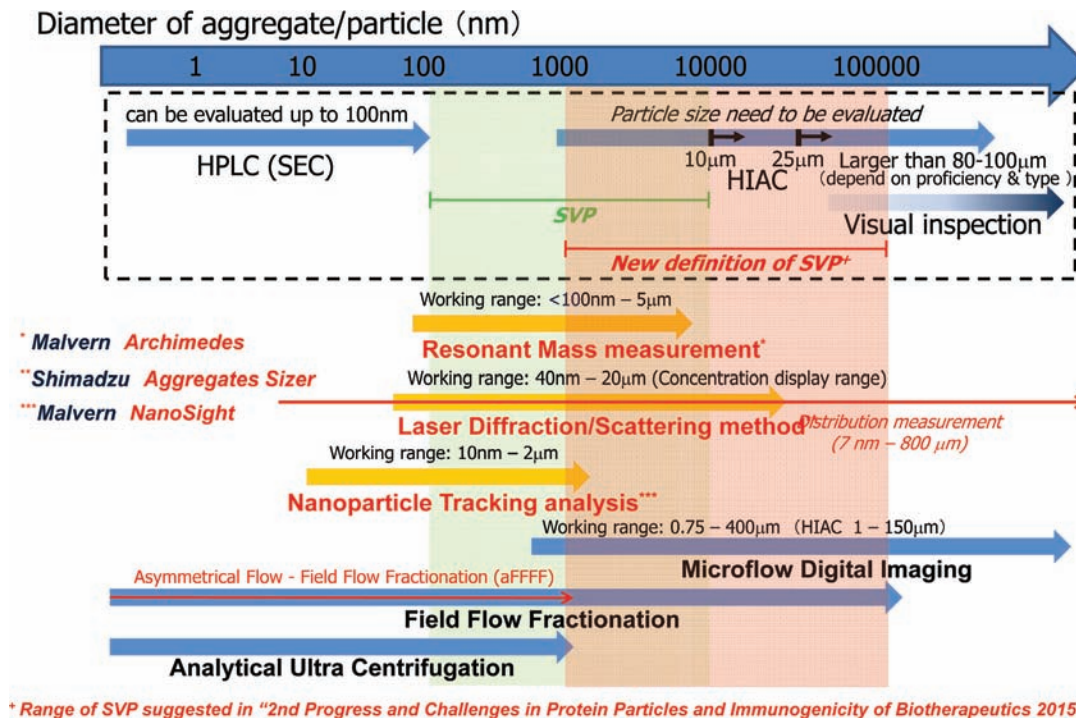 Diameter of aggregate/particle (nm)
1 10 100 1000 10000 100000
can be evaluated up to 100nm
Particle size need to be evaluated
HPLC (SEC)
10μm
25μm
HIAC
Larger than 80-100μm
(depend on proficiency & type )
SVP
Visual inspection
New definition of SVP+
Working range: <100nm – 5μm
* Malvern Archimedes
Resonant Mass measurement*
**Shimadzu Aggregates Sizer
Working range: 40nm – 20μm (Concentration display range)
***Malvern NanoSight
Laser Diffraction/Scattering method
Distribution measurement
(7 nm – 800 μm)
Working range: 10nm – 2μm
Nanoparticle Tracking analysis***
Working range: 0.75 – 400μm (HIAC 1 – 150μm)
Microflow Digital Imaging
Asymmetrical Flow - Field Flow Fractionation (aFFFF)
Field Flow Fractionation
Analytical Ultra Centrifugation
+ Range of SVP suggested in “2nd Progress and Challenges in Protein Particles and Immunogenicity of Biotherapeutics 2015